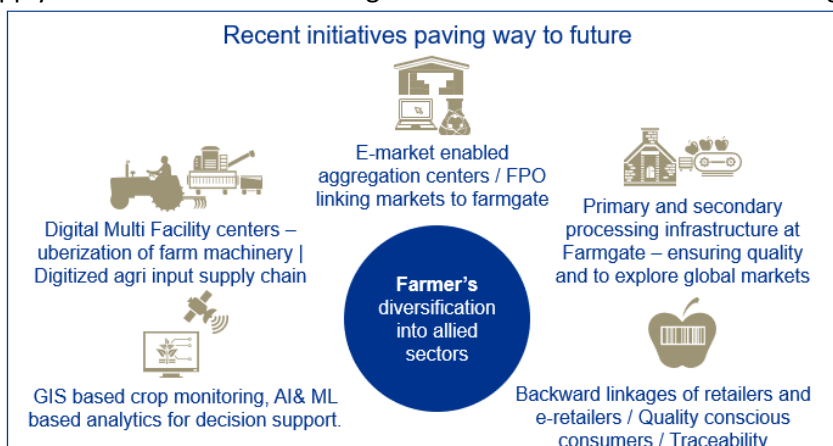 Recent initiatives paving way to future
E-market enabled
aggregation centers / FPO
linking markets to farmgate
Digital Multi Facility centers –
uberization of farm machinery |
Digitized agri input supply chain
Primary and secondary
processing infrastructure at
Farmgate – ensuring quality
and to explore global markets
Farmer's
diversification
into allied
sectors
GIS based crop monitoring, AI& ML
based analytics for decision support.
Backward linkages of retailers and
e-retailers / Quality conscious
consumers / Traceability